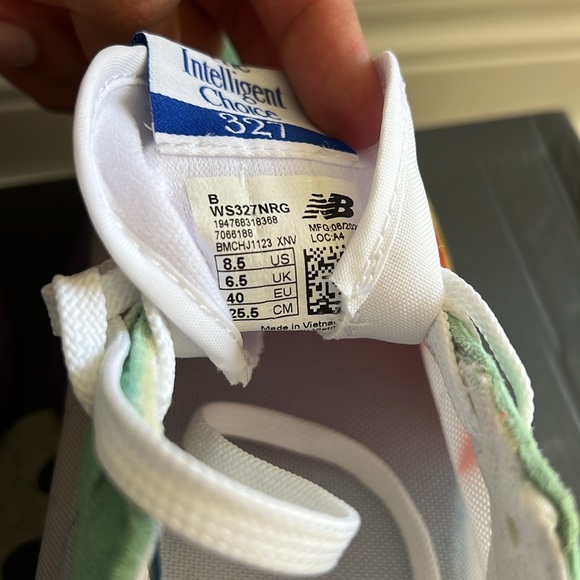 Intelligent
Choice
327
B
WS327NRG
194768318368
7066188
BMCHJ1123 XNV
8.5 US
6.5 UK
40 EU
25.5 CM
NB
LOC:A4
Made in Vietnam